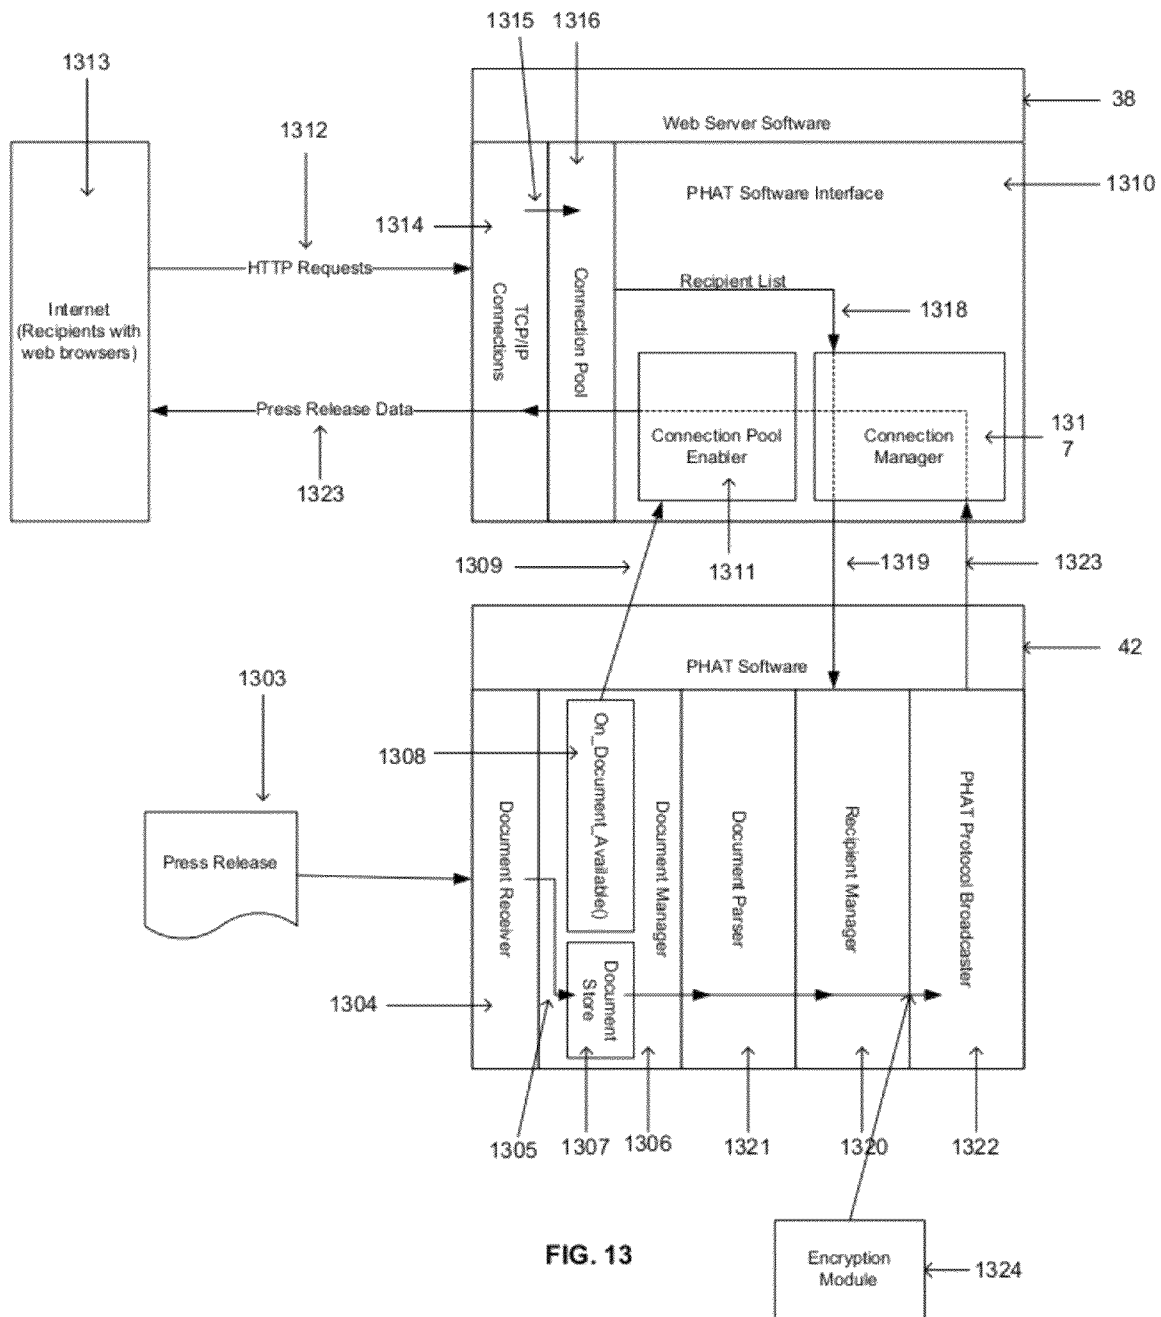 1315
1316
1313
38
Web Server Software
1312
1310
PHAT Software Interface
1314
HTTP Requests
Recipient List
Internet
(Recipients with
web browsers)
TCP/IP
Connections
Connection Pool
1318
Press Release Data
Connection Pool
Enabler
Connection
Manager
131
7
1323
1309
1311
1319
1323
42
PHAT Software
1303
1308
On_Document_Available()
Document Receiver
Document Manager
Document Parser
Recipient Manager
PHAT Protocol Broadcaster
Press Release
Document
Store
1304
1305
1307
1306
1321
1320
1322
FIG. 13
Encryption
Module
1324